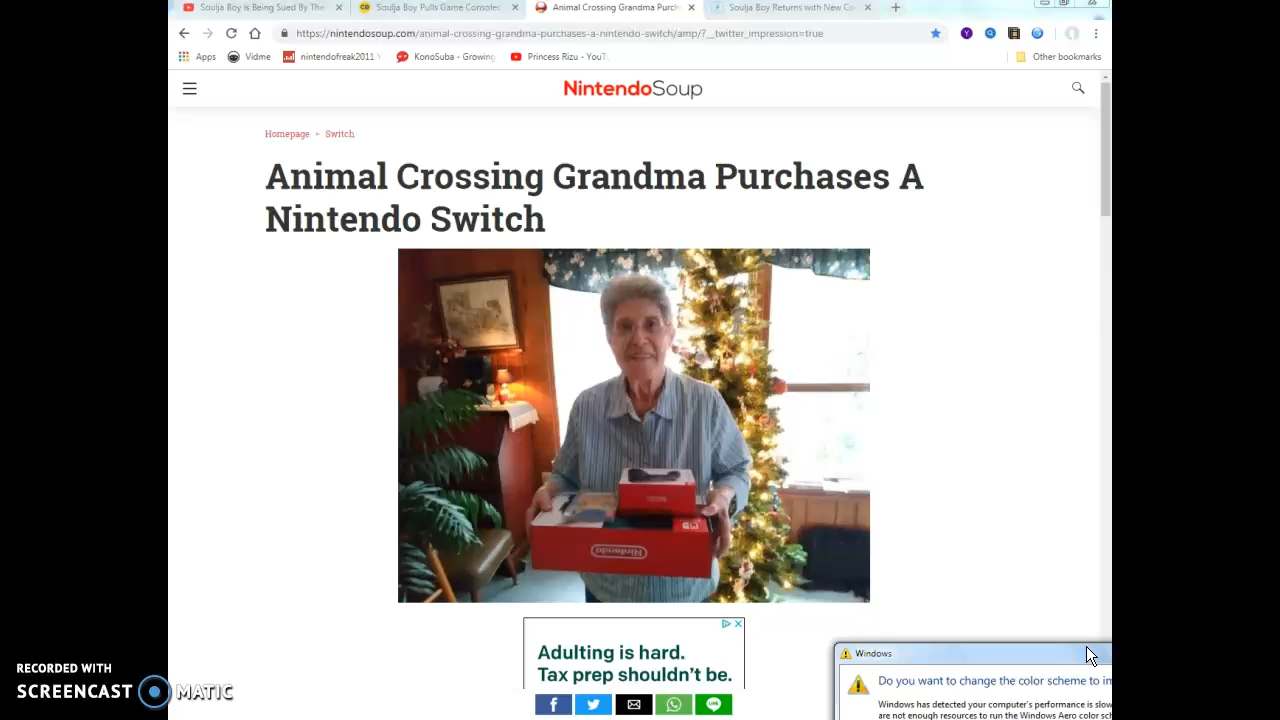 Soulja Boy is Being Sued By The
Soulja Boy Pulls Game Consoles
Animal Crossing Grandma Purch
Soulja Boy Returns with New Co
https://nintendosoup.com/animal-crossing-grandma-purchases-a-nintendo-switch/amp/?__twitter_impression=true
Apps
Vidme
nintendofreak2011
KonoSuba - Growing
Princess Rizu - YouT
Other bookmarks
NintendoSoup
Homepage
Switch
Animal Crossing Grandma Purchases A
Nintendo Switch
Nintendo
Adulting is hard.
Tax prep shouldn't be.
Windows
Do you want to change the color scheme to im
Windows has detected your computer's performance is slow
are not enough resources to run the Windows Aero color sch
RECORDED WITH
SCREENCAST MATIC